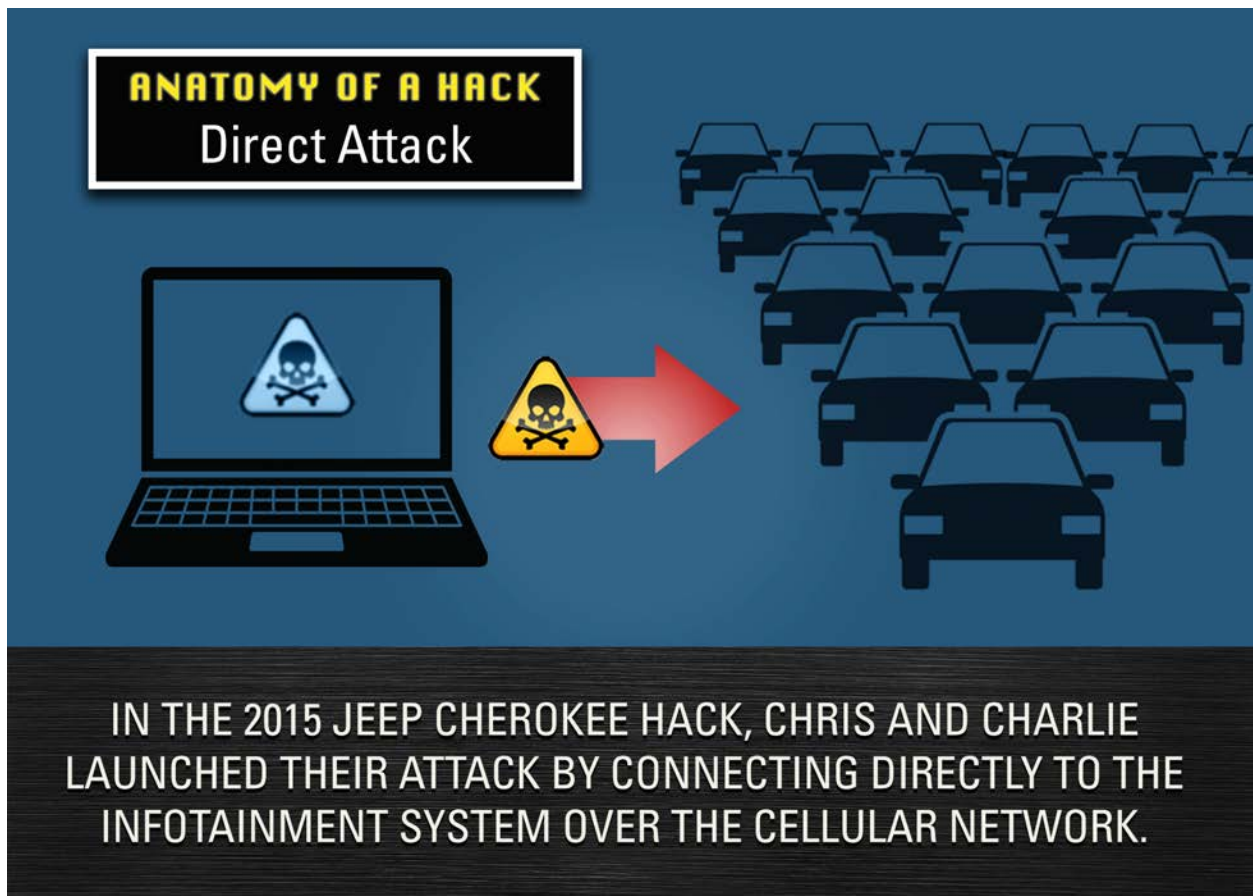 ANATOMY OF A HACK
Direct Attack
IN THE 2015 JEEP CHEROKEE HACK, CHRIS AND CHARLIE
LAUNCHED THEIR ATTACK BY CONNECTING DIRECTLY TO THE
INFOTAINMENT SYSTEM OVER THE CELLULAR NETWORK.